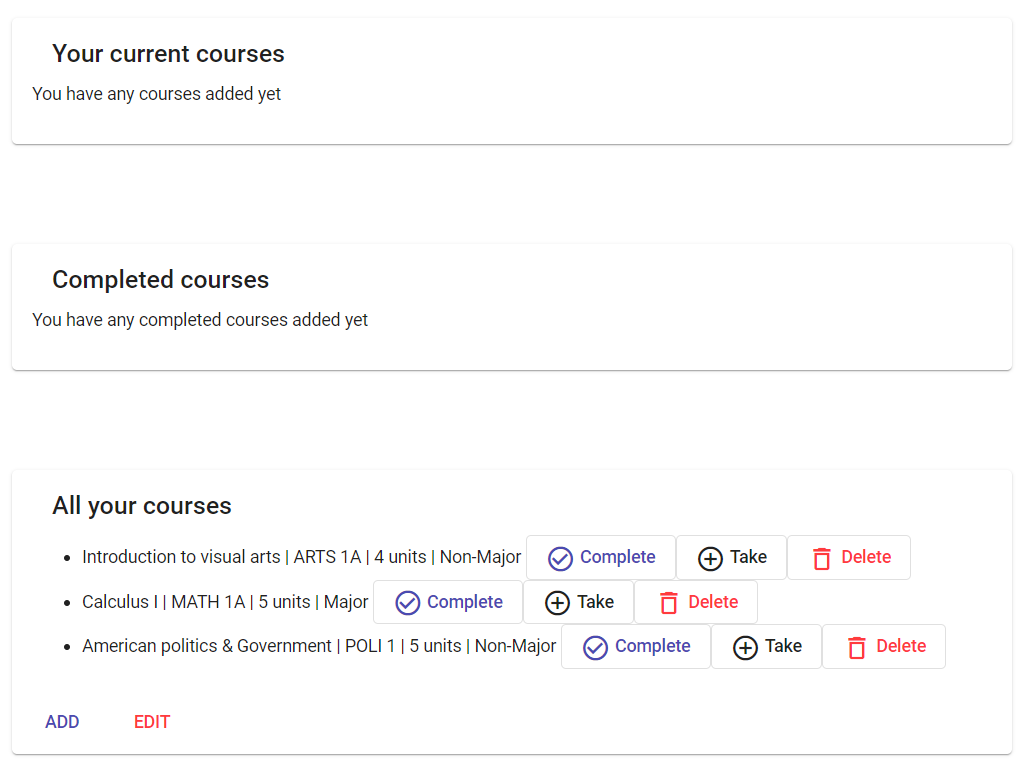 Your current courses
You have any courses added yet
Completed courses
You have any completed courses added yet
All your courses
Introduction to visual arts | ARTS 1A | 4 units | Non-Major Complete Take Delete
Calculus I | MATH 1A | 5 units | Major Complete Take Delete
American politics & Government | POLI 1 | 5 units | Non-Major Complete Take Delete
ADD EDIT